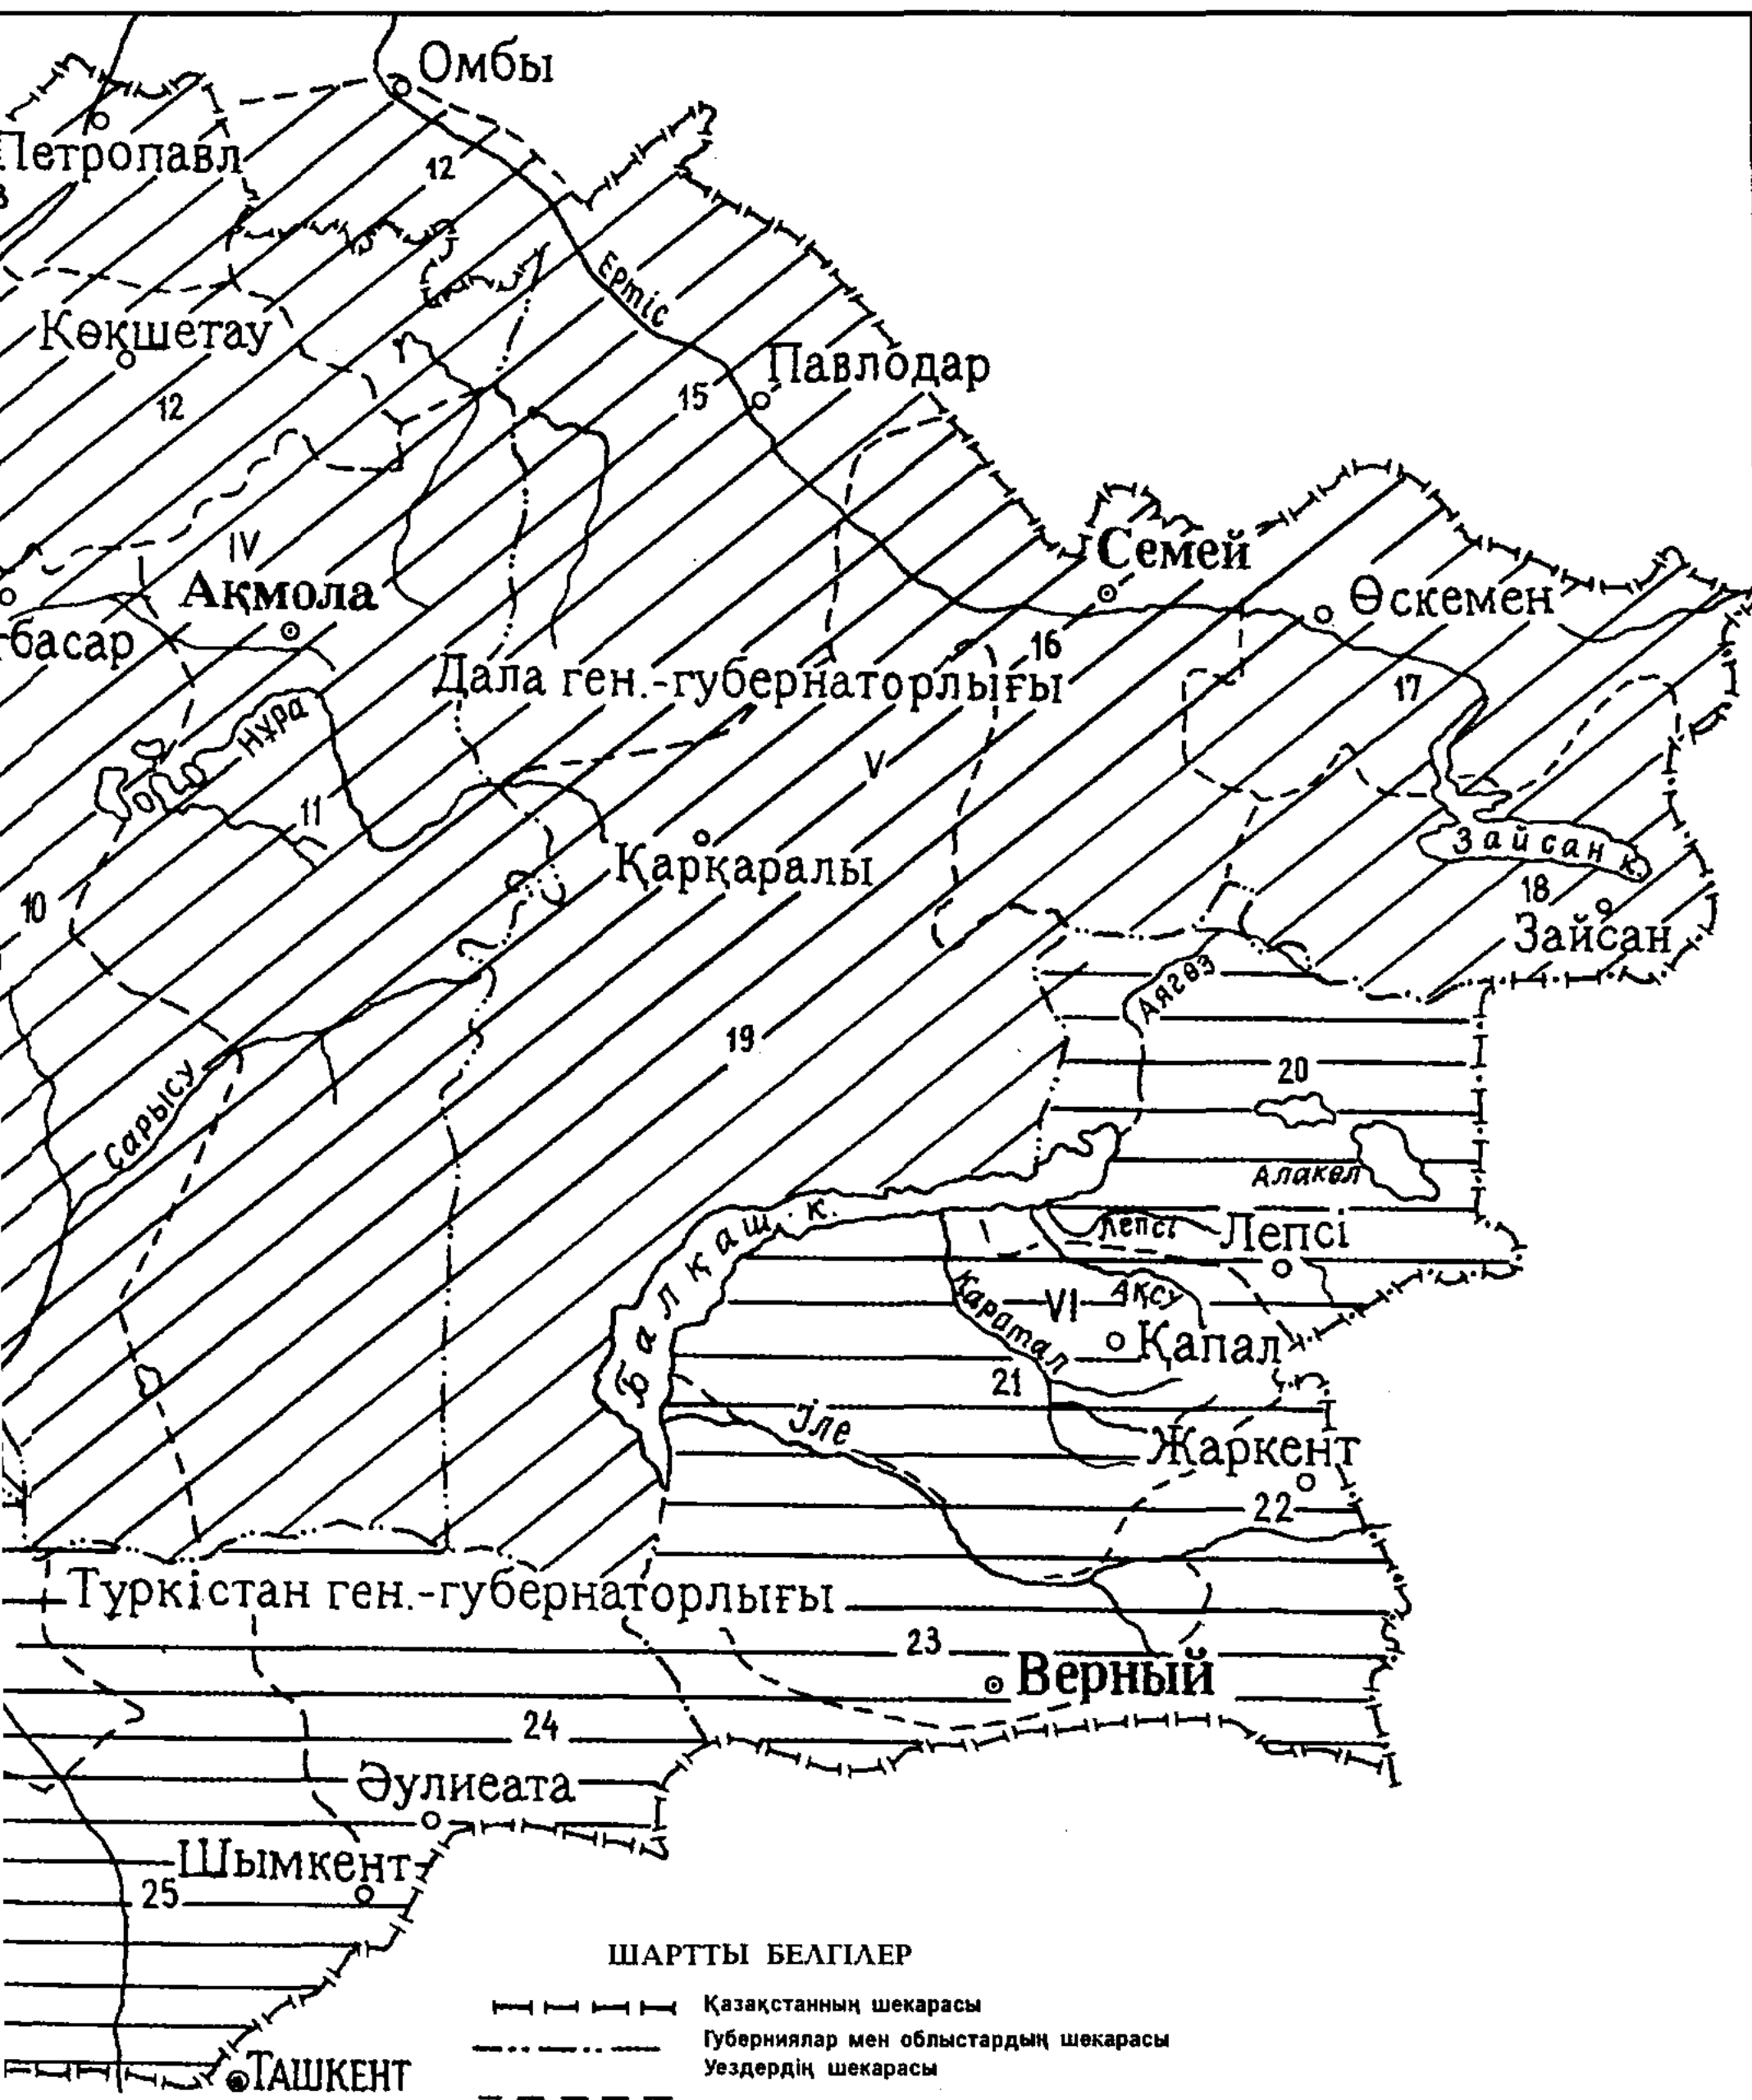 Омбы
Петропавл
12
Ертіс
Көкшетау
Павлодар
12
15
Семей
IV
Өскемен
Ақмола
басар
16
Дала ген.-губернаторлығы
17
Нұра
V
11
Зайсан к.
Қарқаралы
18
10
Зайсан
Аягөз
19
20
Сарысу
Алакөл
Балқаш к.
Лепсі
Лепсі
Ақсу
VI
Қаратал
Қапал
21
Іле
Жаркент
22
Түркістан ген.-губернаторлығы
23
Верный
24
Әулиеата
Шымкент
25
ШАРТТЫ БЕЛГІЛЕР
Қазақстанның шекарасы
Губерниялар мен облыстардың шекарасы
Уездердің шекарасы
ТАШКЕНТ